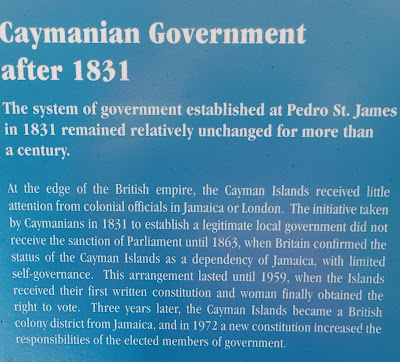 Caymanian Government
after 1831
The system of government established at Pedro St. James
in 1831 remained relatively unchanged for more than
a century.
At the edge of the British empire, the Cayman Islands received little
attention from colonial officials in Jamaica or London. The initiative taken
by Caymanians in 1831 to establish a legitimate local government did not
receive the sanction of Parliament until 1863, when Britain confirmed the
status of the Cayman Islands as a dependency of Jamaica, with limited
self-governance. This arrangement lasted until 1959, when the Islands
received their first written constitution and woman finally obtained the
right to vote. Three years later, the Cayman Islands became a British
colony district from Jamaica, and in 1972 a new constitution increased the
responsibilities of the elected members of government.